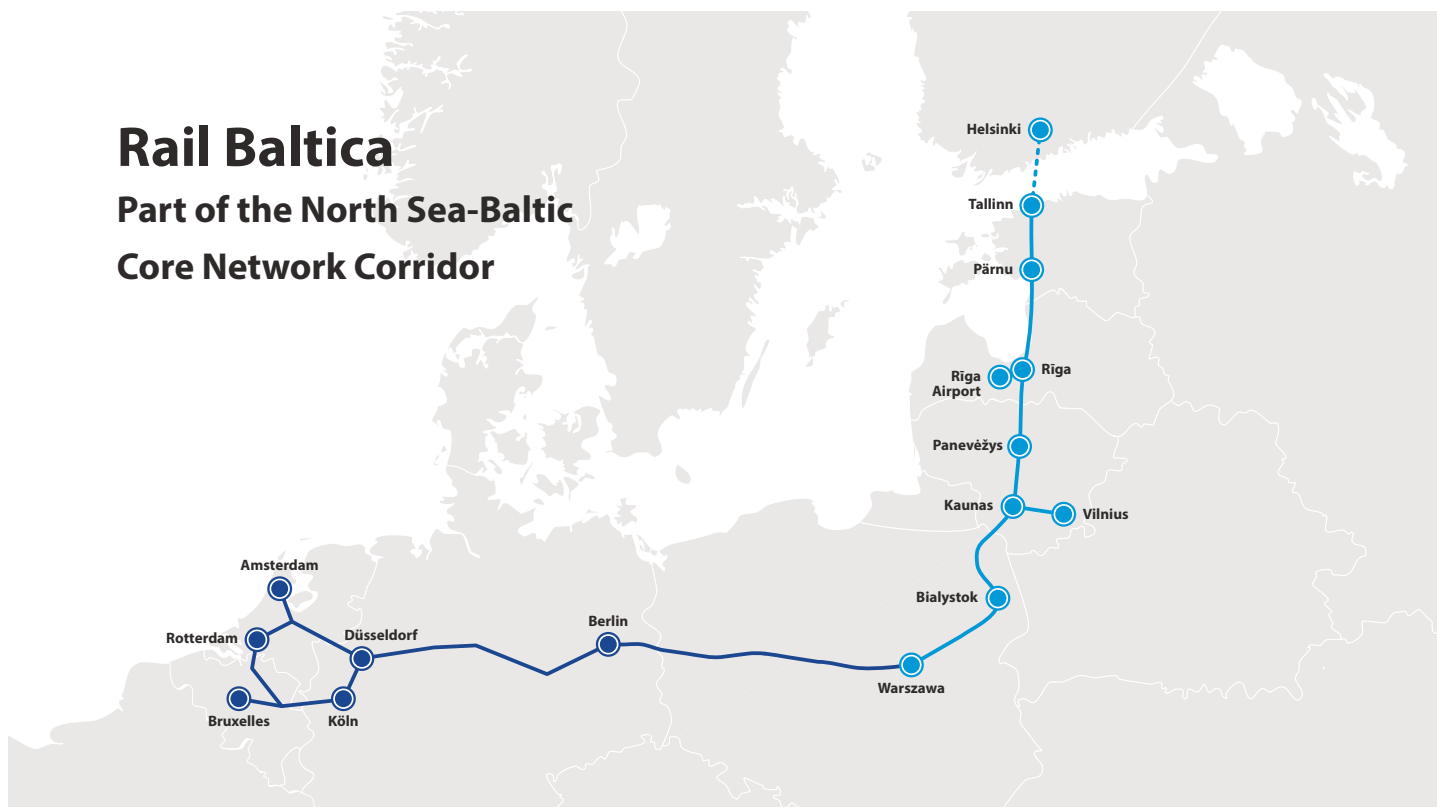 Rail Baltica
Part of the North Sea-Baltic
Core Network Corridor
Helsinki
Tallinn
Pärnu
Rīga
Rīga
Airport
Panevėžys
Kaunas
Vilnius
Bialystok
Warszawa
Berlin
Amsterdam
Rotterdam
Düsseldorf
Bruxelles
Köln